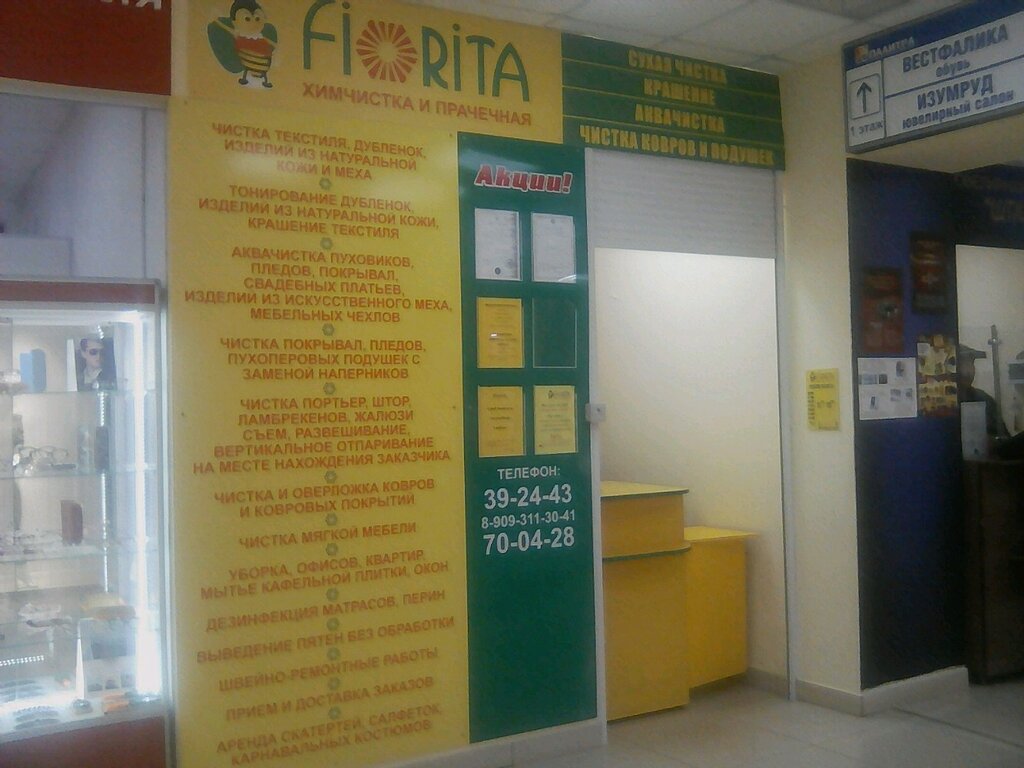 FiORiTA
ХИМЧИСТКА И ПРАЧЕЧНАЯ
ЧИСТКА ТЕКСТИЛЯ, ДУБЛЕНОК,
ИЗДЕЛИЙ ИЗ НАТУРАЛЬНОЙ
КОЖИ И МЕХА
ТОНИРОВАНИЕ ДУБЛЕНОК,
ИЗДЕЛИЙ ИЗ НАТУРАЛЬНОЙ КОЖИ,
КРАШЕНИЕ ТЕКСТИЛЯ
АКВАЧИСТКА ПУХОВИКОВ,
ПЛЕДОВ, ПОКРЫВАЛ,
СВАДЕБНЫХ ПЛАТЬЕВ,
ИЗДЕЛИЙ ИЗ ИСКУССТВЕННОГО МЕХА,
МЕБЕЛЬНЫХ ЧЕХЛОВ
ЧИСТКА ПОКРЫВАЛ, ПЛЕДОВ,
ПУХОПЕРОВЫХ ПОДУШЕК С
ЗАМЕНОЙ НАПЕРНИКОВ
ЧИСТКА ПОРТЬЕР, ШТОР,
ЛАМБРЕКЕНОВ, ЖАЛЮЗИ
СЪЕМ, РАЗВЕШИВАНИЕ,
ВЕРТИКАЛЬНОЕ ОТПАРИВАНИЕ
НА МЕСТЕ НАХОЖДЕНИЯ ЗАКАЗЧИКА
ЧИСТКА И ОВЕРЛОЖКА КОВРОВ
И КОВРОВЫХ ПОКРЫТИЙ
ЧИСТКА МЯГКОЙ МЕБЕЛИ
УБОРКА, ОФИСОВ, КВАРТИР,
МЫТЬЕ КАФЕЛЬНОЙ ПЛИТКИ, ОКОН
ДЕЗИНФЕКЦИЯ МАТРАСОВ, ПЕРИН
ВЫВЕДЕНИЕ ПЯТЕН БЕЗ ОБРАБОТКИ
ШВЕЙНО-РЕМОНТНЫЕ РАБОТЫ
ПРИЕМ И ДОСТАВКА ЗАКАЗОВ
АРЕНДА СКАТЕРТЕЙ, САЛФЕТОК,
КАРНАВАЛЬНЫХ КОСТЮМОВ
Акции!
ТЕЛЕФОН:
39-24-43
8-909-311-30-41
70-04-28
СУХАЯ ЧИСТКА
КРАШЕНИЕ
АКВАЧИСТКА
ЧИСТКА КОВРОВ И ПОДУШЕК
ПАЛИТРА
1 этаж
ВЕСТФАЛИКА
обувь
ИЗУМРУД
ювелирный салон